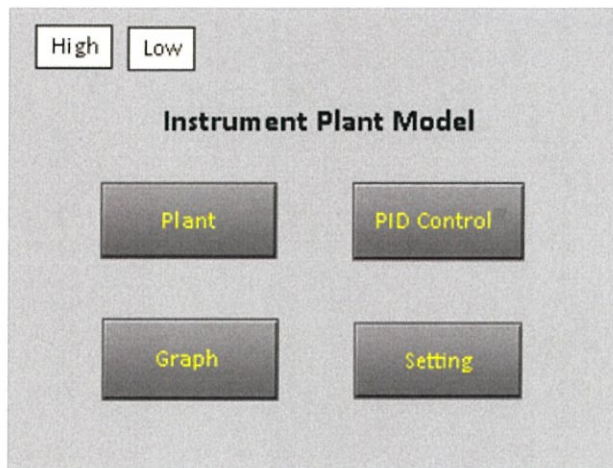 High Low
Instrument Plant Model
Plant PID Control
Graph Setting